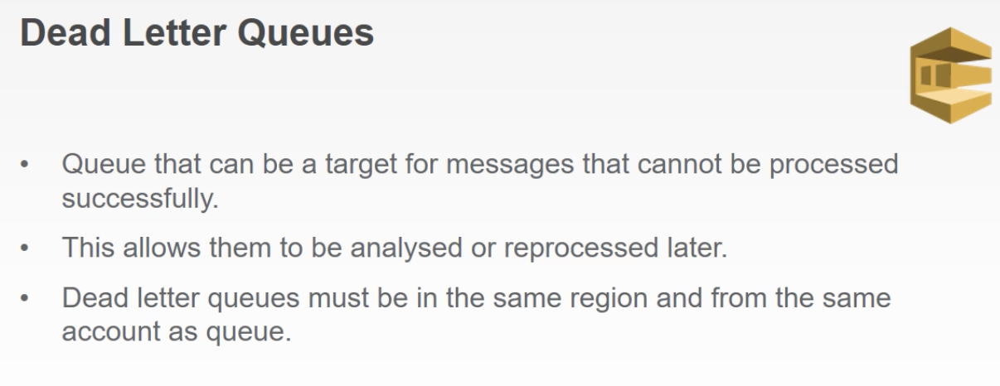 Dead Letter Queues
• Queue that can be a target for messages that cannot be processed
successfully.
• This allows them to be analysed or reprocessed later.
• Dead letter queues must be in the same region and from the same
account as queue.